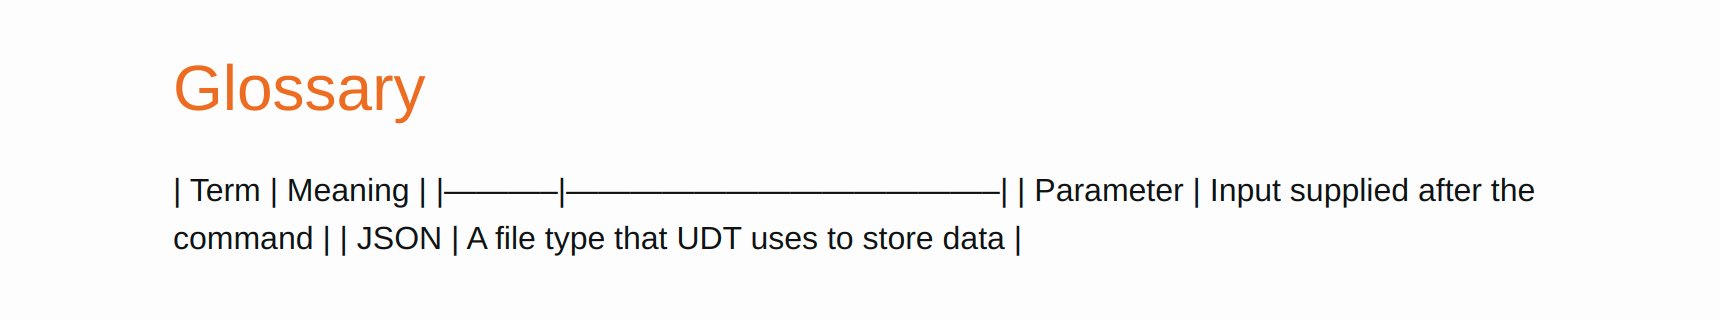 Glossary
| Term | Meaning | |————|—————————————————| | Parameter | Input supplied after the
command | | JSON | A file type that UDT uses to store data |